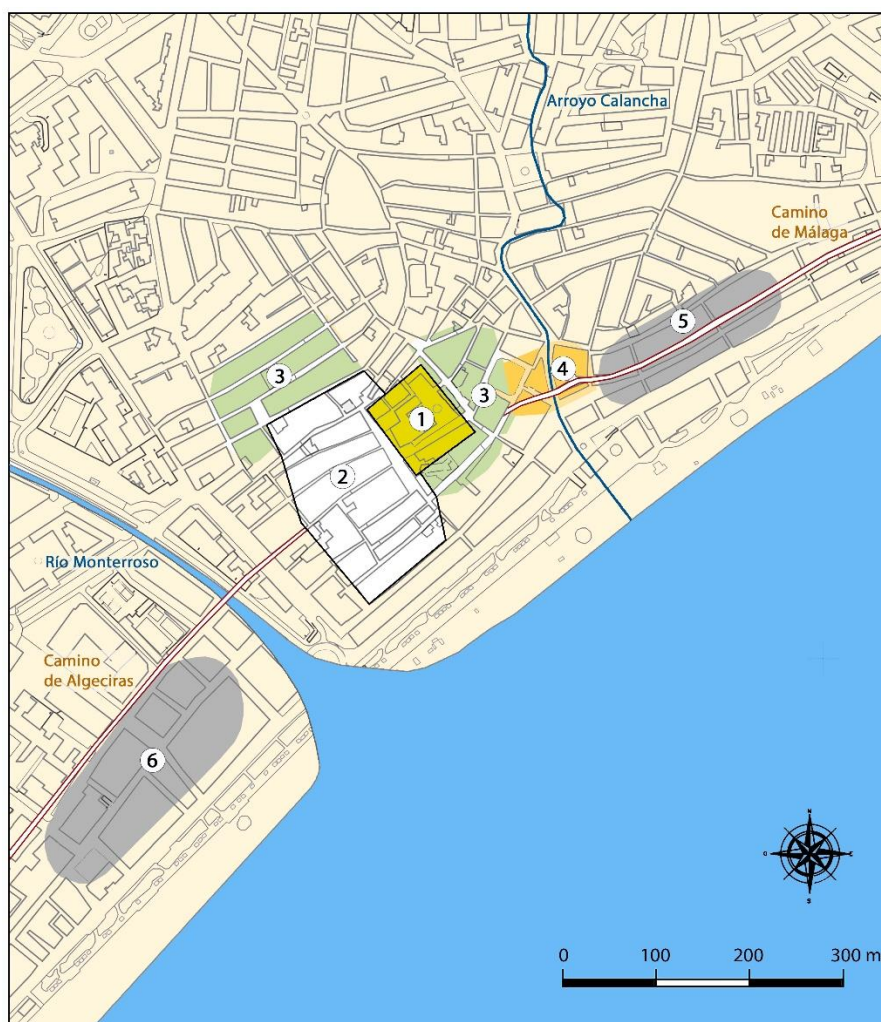 Arroyo Calancha
Camino
de Málaga
5
3
4
3
1
2
Río Monterroso
Camino
de Algeciras
6
N
O
E
S
0
100
200
300 m